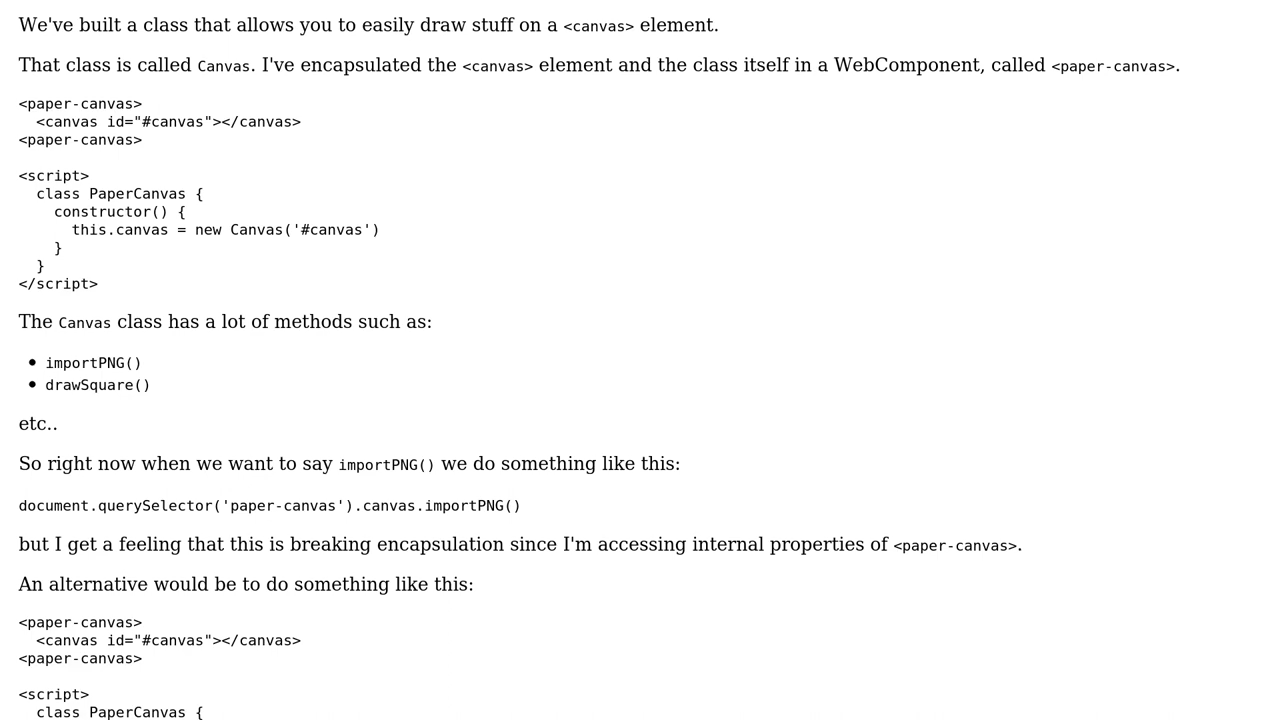 We've built a class that allows you to easily draw stuff on a <canvas> element.
That class is called Canvas. I've encapsulated the <canvas> element and the class itself in a WebComponent, called <paper-canvas>.
<paper-canvas>
  <canvas id="#canvas"></canvas>
<paper-canvas>
<script>
  class PaperCanvas {
    constructor() {
      this.canvas = new Canvas('#canvas')
    }
  }
</script>
The Canvas class has a lot of methods such as:
• importPNG()
• drawSquare()
etc..
So right now when we want to say importPNG() we do something like this:
document.querySelector('paper-canvas').canvas.importPNG()
but I get a feeling that this is breaking encapsulation since I'm accessing internal properties of <paper-canvas>.
An alternative would be to do something like this:
<paper-canvas>
  <canvas id="#canvas"></canvas>
<paper-canvas>
<script>
  class PaperCanvas {